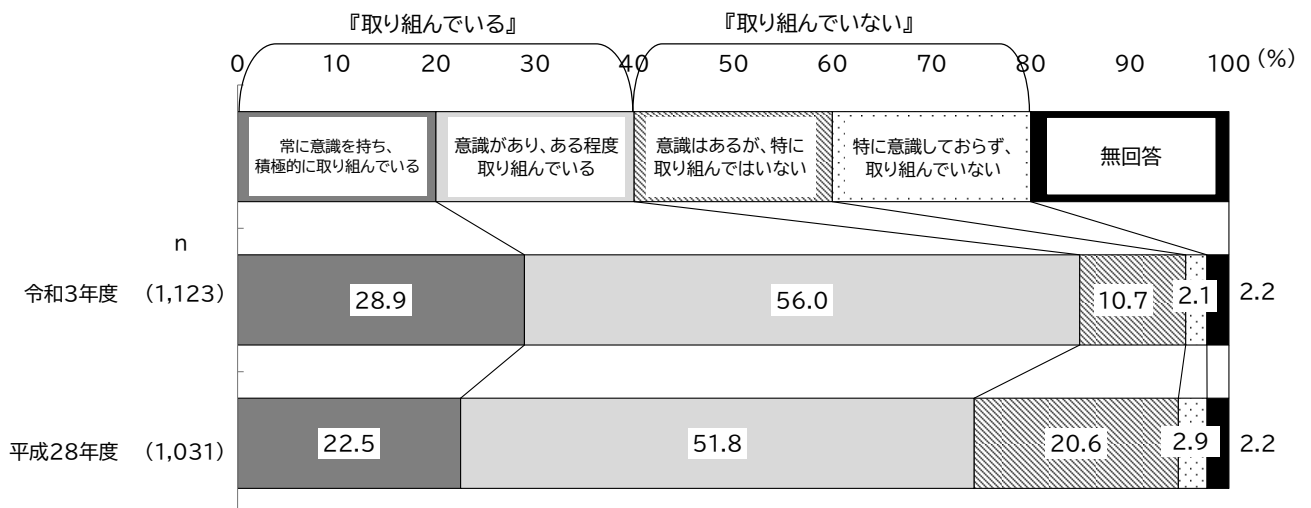 『取り組んでいる』 『取り組んでいない』
0 10 20 30 40 50 60 70 80 90 100 (%)
常に意識を持ち、
積極的に取り組んでいる
意識があり、ある程度
取り組んでいる
意識はあるが、特に
取り組んではいない
特に意識しておらず、
取り組んでいない
無回答
n
令和3年度 (1,123) 28.9 56.0 10.7 2.1 2.2
平成28年度 (1,031) 22.5 51.8 20.6 2.9 2.2